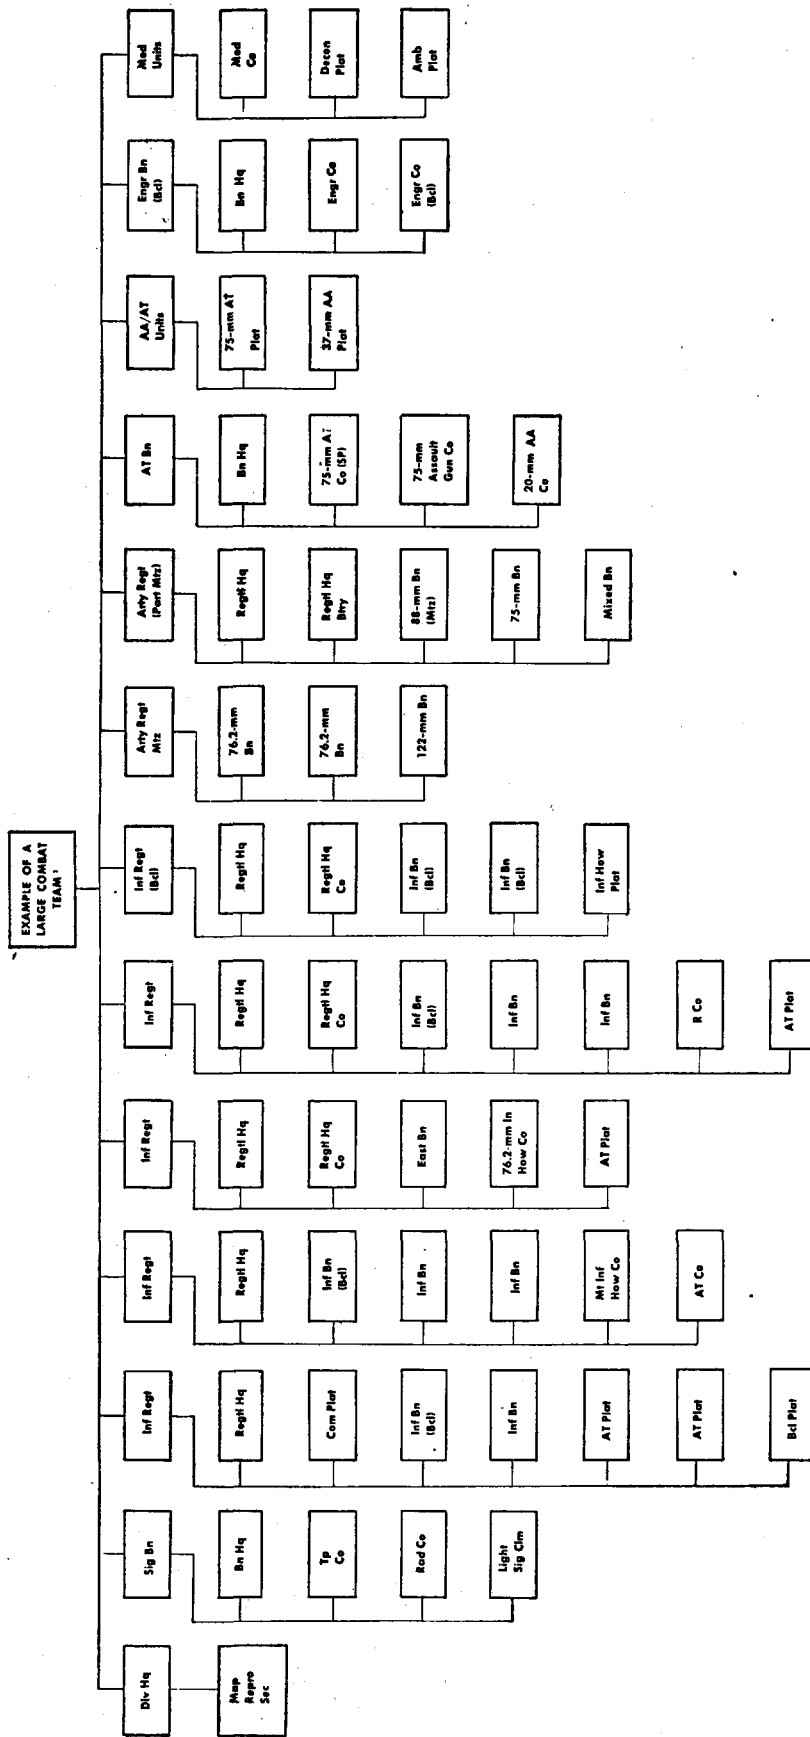 EXAMPLE OF A
LARGE COMBAT
TEAM ¹
Div Hq
Map
Repro
Sec
Sig Bn
Bn Hq
Tp
Co
Rad Co
Light
Sig Clm
Inf Regt
Regtl Hq
Com Plat
Inf Bn
(Bcl)
Inf Bn
AT Plat
AT Plat
Bcl Plat
Inf Regt
Regtl Hq
Inf Bn
(Bcl)
Inf Bn
Inf Bn
Mt Inf
How Co
AT Co
Inf Regt
Regtl Hq
Regtl Hq
Co
East Bn
76.2-mm In
How Co
AT Plat
Inf Regt
Regtl Hq
Regtl Hq
Co
Inf Bn
(Bcl)
Inf Bn
Inf Bn
R Co
AT Plat
Inf Regt
(Bcl)
Regtl Hq
Regtl Hq
Co
Inf Bn
(Bcl)
Inf Bn
(Bcl)
Inf How
Plat
Arty Regt
Mtz
76.2-mm
Bn
76.2-mm
Bn
122-mm Bn
Arty Regt
(Part Mtz)
Regtl Hq
Regtl Hq
Btry
88-mm Bn
(Mtz)
75-mm Bn
Mixed Bn
AT Bn
Bn Hq
75-mm AT
Co (SP)
75-mm
Assault
Gun Co
20-mm AA
Co
AA/AT
Units
75-mm AT
Plat
37-mm AA
Plat
Engr Bn
(Bcl)
Bn Hq
Engr Co
Engr Co
(Bcl)
Med
Units
Med
Co
Decon
Plat
Amb
Plat